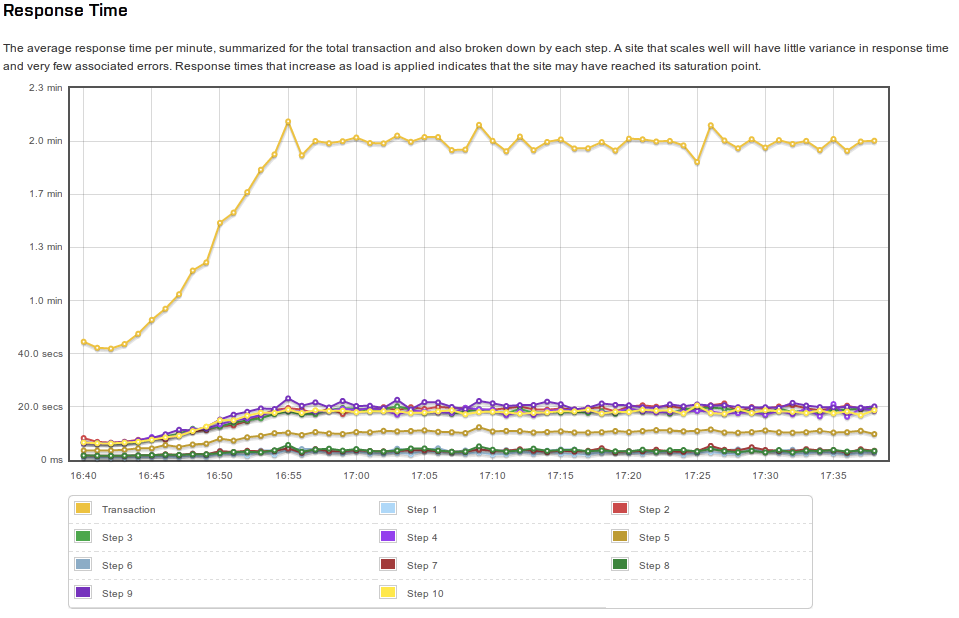 Response Time
The average response time per minute, summarized for the total transaction and also broken down by each step. A site that scales well will have little variance in response time
and very few associated errors. Response times that increase as load is applied indicates that the site may have reached its saturation point.
2.3 min
2.0 min
1.7 min
1.3 min
1.0 min
40.0 secs
20.0 secs
0 ms
16:40 16:45 16:50 16:55 17:00 17:05 17:10 17:15 17:20 17:25 17:30 17:35
Transaction Step 1 Step 2
Step 3 Step 4 Step 5
Step 6 Step 7 Step 8
Step 9 Step 10